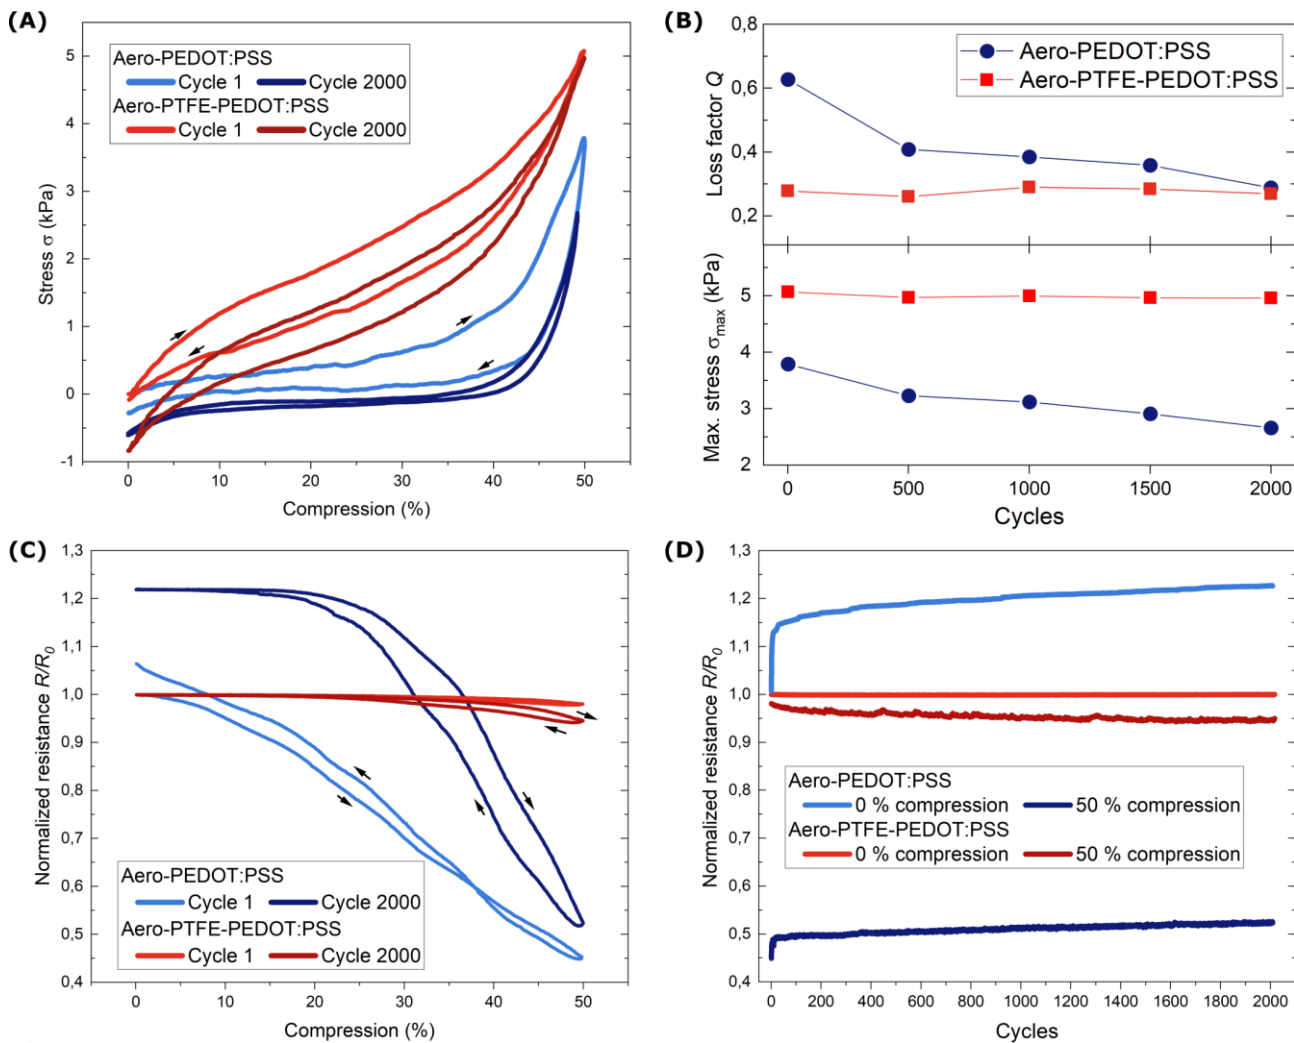 (A)
Aero-PEDOT:PSS
Cycle 1 Cycle 2000
Aero-PTFE-PEDOT:PSS
Cycle 1 Cycle 2000
Stress σ (kPa)
5
4
3
2
1
0
-1
0 10 20 30 40 50
Compression (%)
(B)
Aero-PEDOT:PSS
Aero-PTFE-PEDOT:PSS
Loss factor Q
0,8
0,6
0,4
0,2
Max. stress σmax (kPa)
5
4
3
2
0 500 1000 1500 2000
Cycles
(C)
Normalized resistance R/R0
1,3
1,2
1,1
1,0
0,9
0,8
0,7
0,6
0,5
0,4
Aero-PEDOT:PSS
Cycle 1 Cycle 2000
Aero-PTFE-PEDOT:PSS
Cycle 1 Cycle 2000
0 10 20 30 40 50
Compression (%)
(D)
Normalized resistance R/R0
1,3
1,2
1,1
1,0
0,9
0,8
0,7
0,6
0,5
0,4
Aero-PEDOT:PSS
0 % compression 50 % compression
Aero-PTFE-PEDOT:PSS
0 % compression 50 % compression
0 200 400 600 800 1000 1200 1400 1600 1800 2000
Cycles